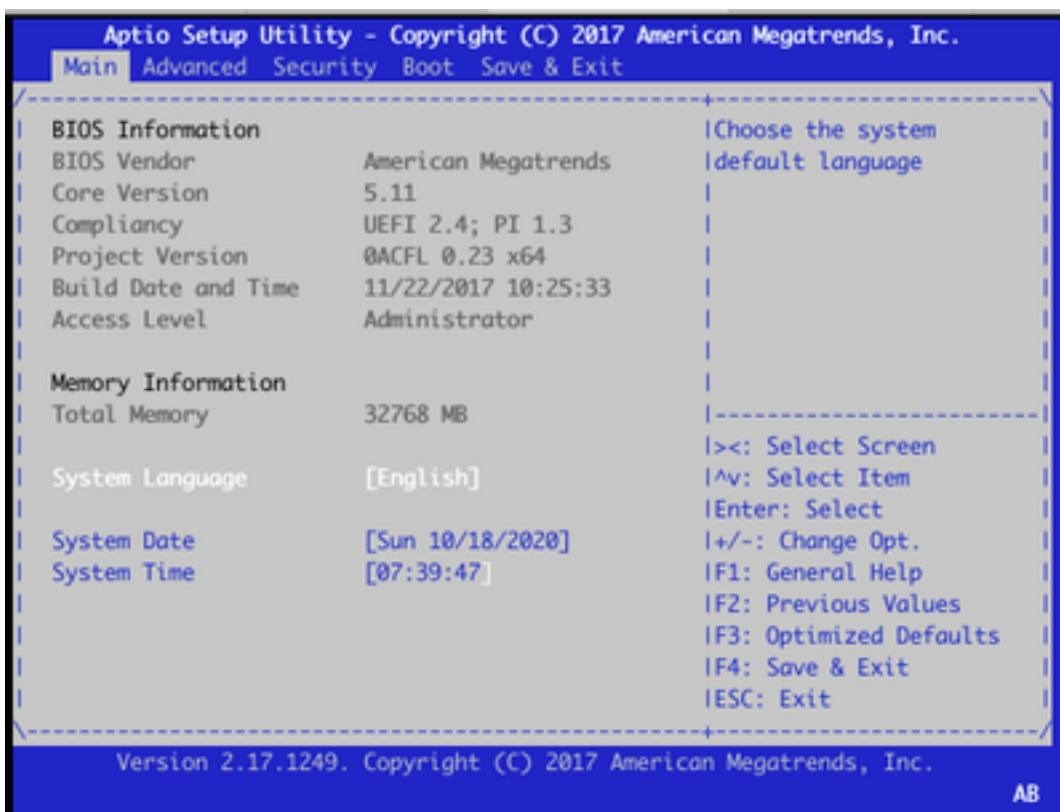 Aptio Setup Utility - Copyright (C) 2017 American Megatrends, Inc.
Main Advanced Security Boot Save & Exit
BIOS Information
BIOS Vendor American Megatrends
Core Version 5.11
Compliancy UEFI 2.4; PI 1.3
Project Version 0ACFL 0.23 x64
Build Date and Time 11/22/2017 10:25:33
Access Level Administrator
Memory Information
Total Memory 32768 MB
System Language [English]
System Date [Sun 10/18/2020]
System Time [07:39:47]
Choose the system
default language
><: Select Screen
^v: Select Item
Enter: Select
+/-: Change Opt.
F1: General Help
F2: Previous Values
F3: Optimized Defaults
F4: Save & Exit
ESC: Exit
Version 2.17.1249. Copyright (C) 2017 American Megatrends, Inc.
AB